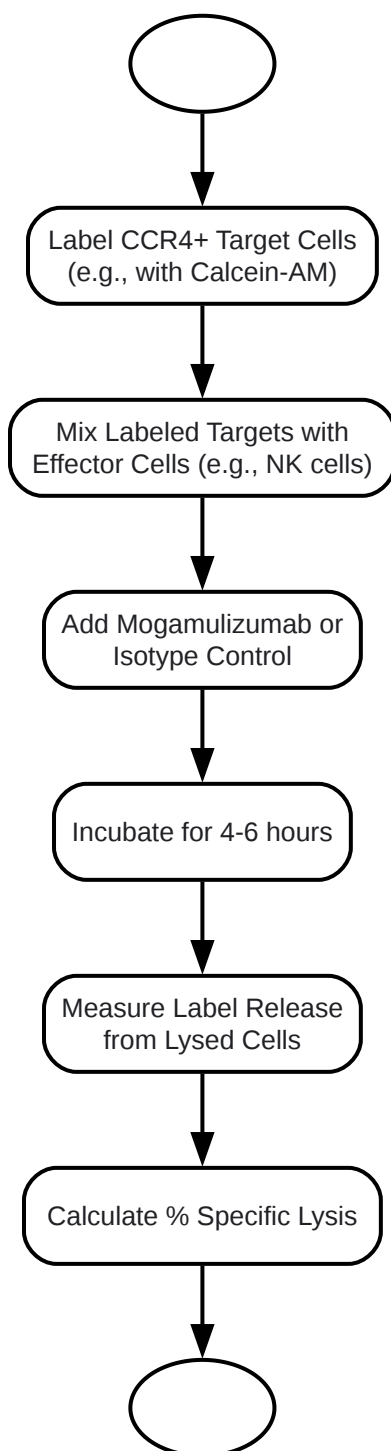 Label CCR4+ Target Cells
(e.g., with Calcein-AM)
Mix Labeled Targets with
Effector Cells (e.g., NK cells)
Add Mogamulizumab or
Isotype Control
Incubate for 4-6 hours
Measure Label Release
from Lysed Cells
Calculate % Specific Lysis